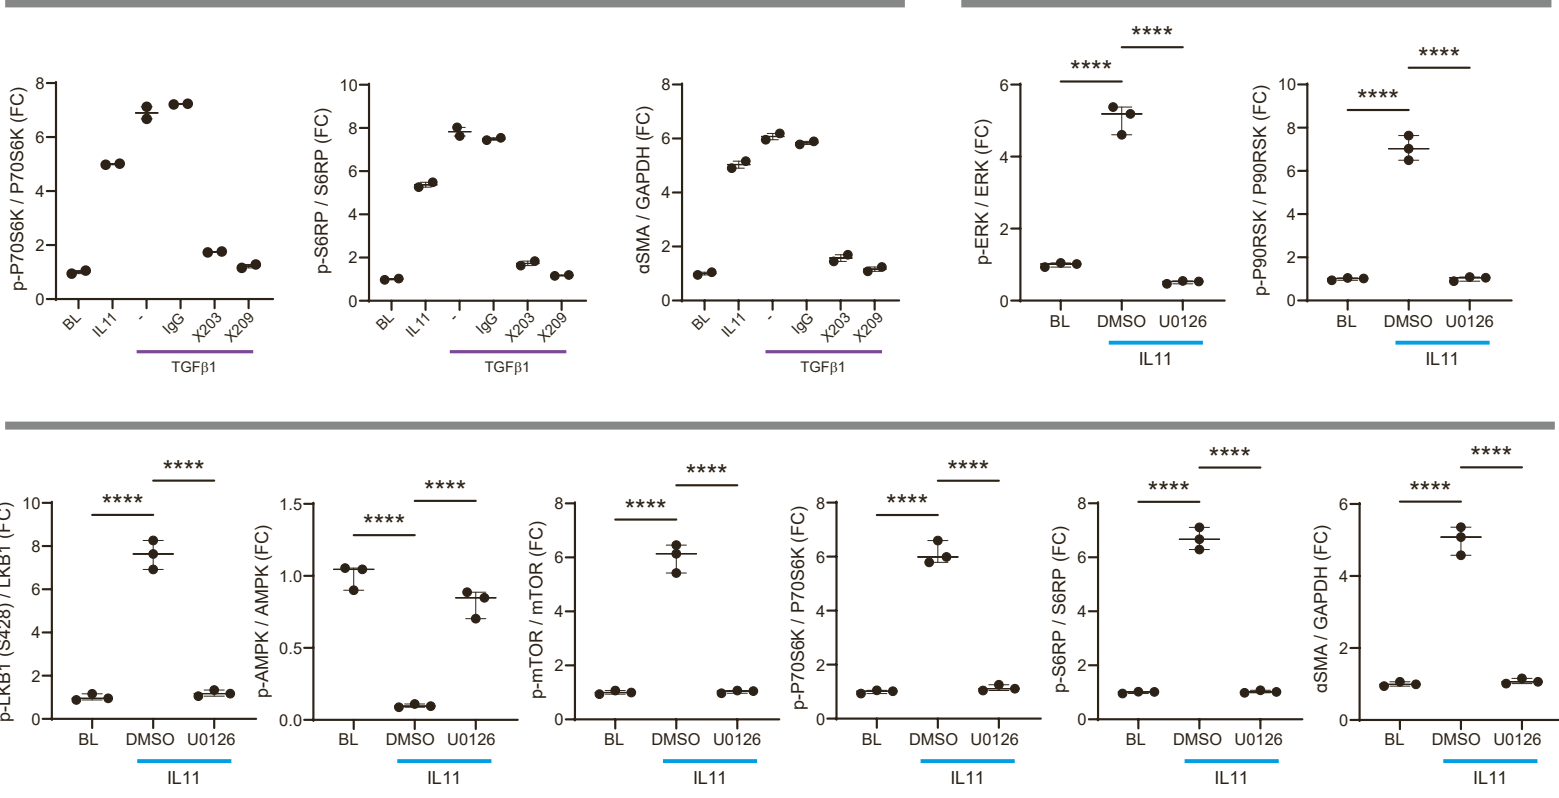 p-P70S6K / P70S6K (FC)
8
6
4
2
0
BL
IL11
-
IgG
X203
X209
TGFβ1
p-S6RP / S6RP (FC)
10
8
6
4
2
0
BL
IL11
-
IgG
X203
X209
TGFβ1
αSMA / GAPDH (FC)
8
6
4
2
0
BL
IL11
-
IgG
X203
X209
TGFβ1
p-ERK / ERK (FC)
****
****
6
4
2
0
BL DMSO U0126
IL11
p-P90RSK / P90RSK (FC)
****
****
10
8
6
4
2
0
BL DMSO U0126
IL11
p-LKB1 (S428) / LKB1 (FC)
****
****
10
8
6
4
2
0
BL DMSO U0126
IL11
p-AMPK / AMPK (FC)
****
****
1.5
1.0
0.5
0.0
BL DMSO U0126
IL11
p-mTOR / mTOR (FC)
****
****
8
6
4
2
0
BL DMSO U0126
IL11
p-P70S6K / P70S6K (FC)
****
****
8
6
4
2
0
BL DMSO U0126
IL11
p-S6RP / S6RP (FC)
****
****
8
6
4
2
0
BL DMSO U0126
IL11
αSMA / GAPDH (FC)
****
****
6
4
2
0
BL DMSO U0126
IL11